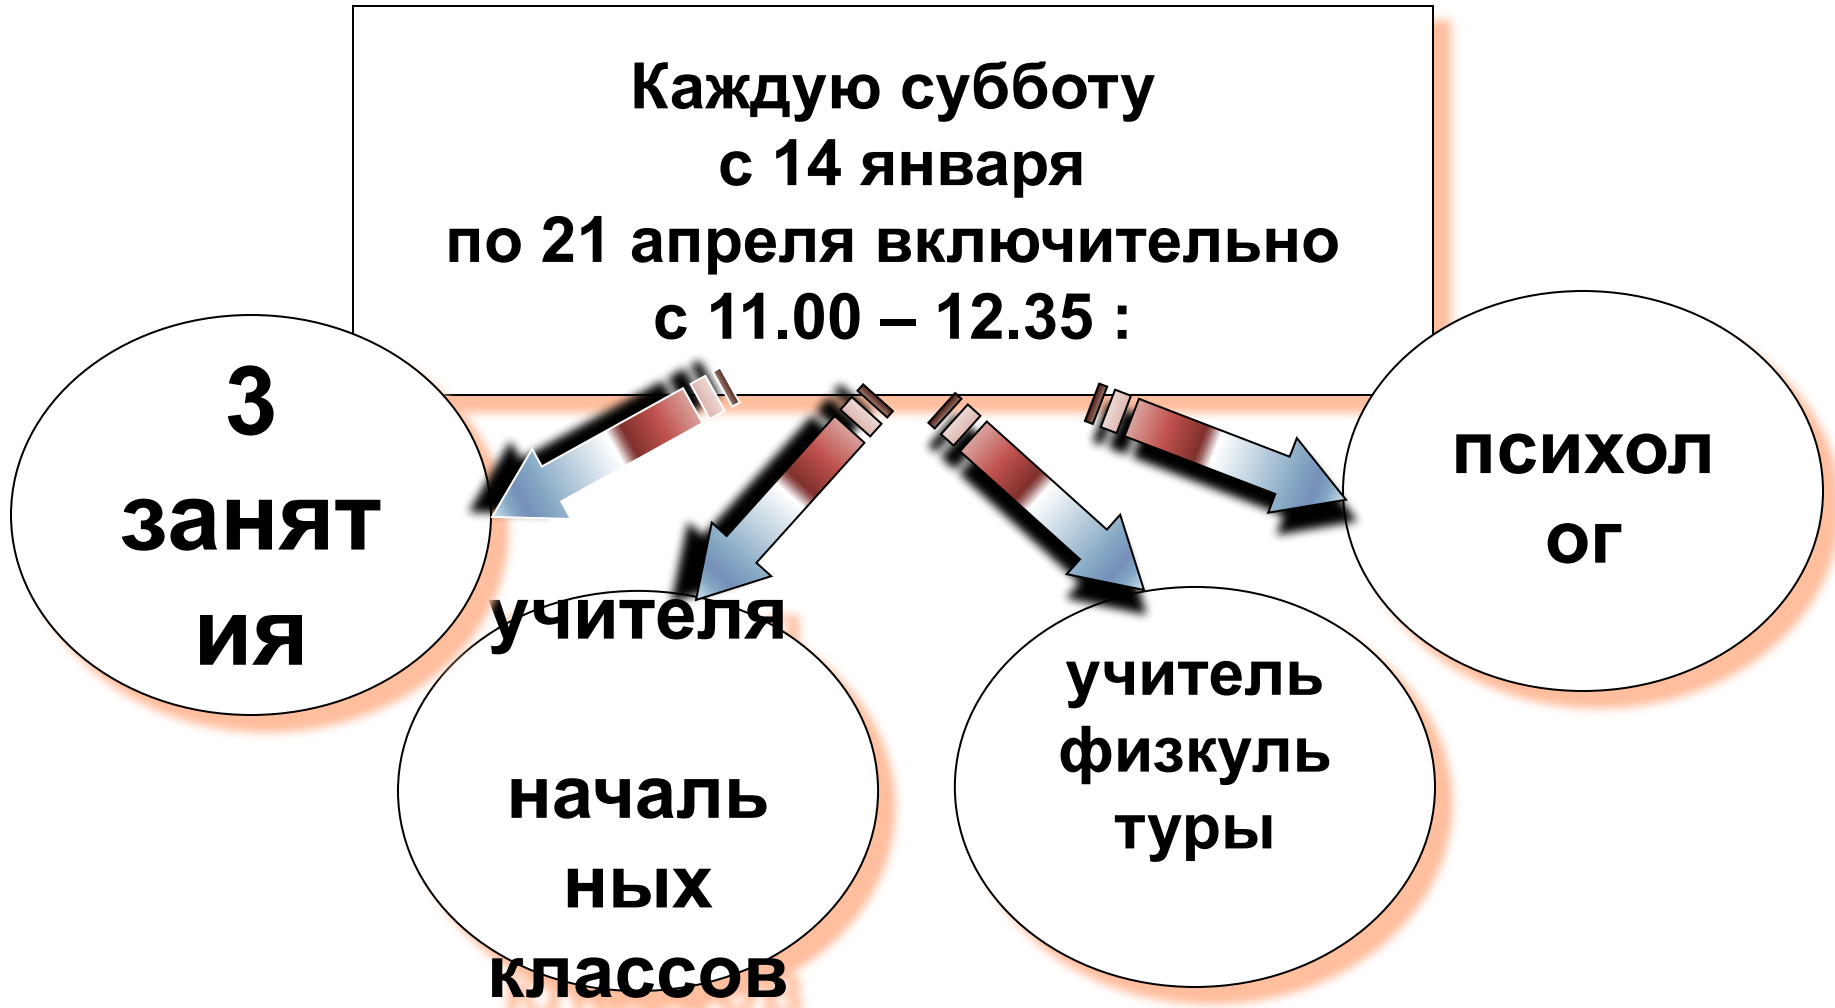 Каждую субботу
с 14 января
по 21 апреля включительно
с 11.00 – 12.35 :
3
занят
ия
учителя
началь
ных
классов
учитель
физкуль
туры
психол
ог